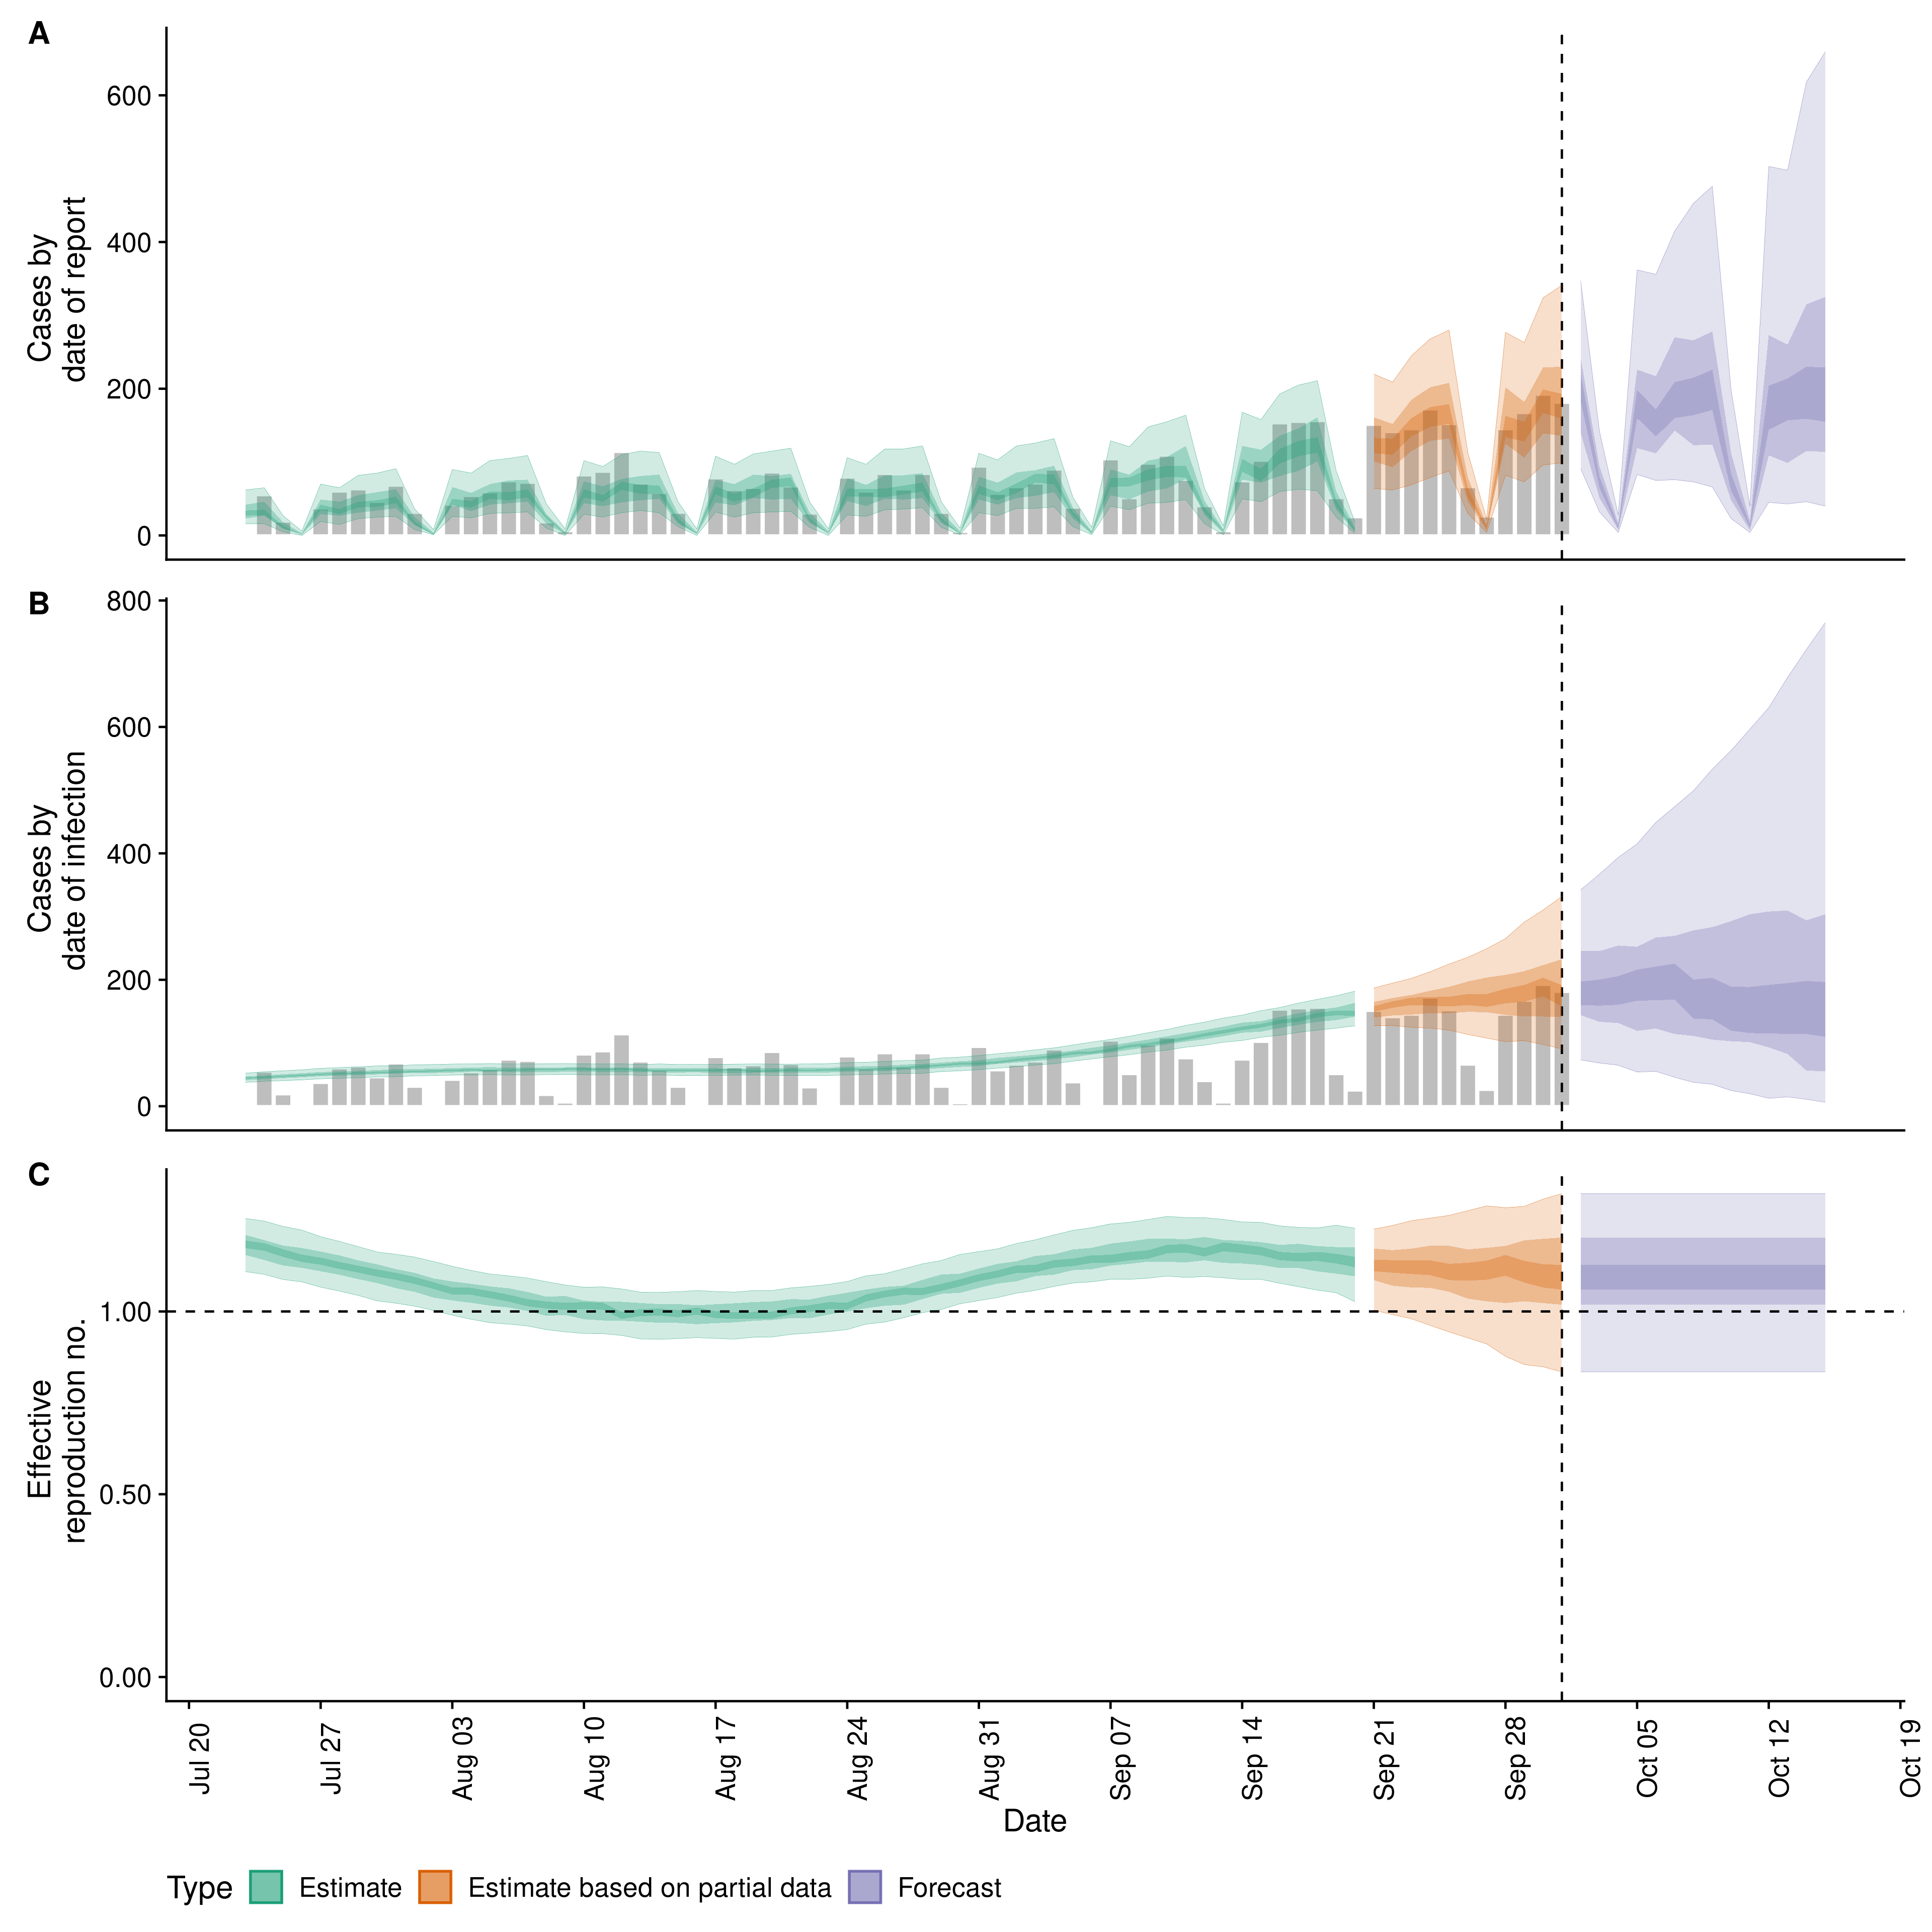 A
Cases by
date of report
600
400
200
0
B
Cases by
date of infection
800
600
400
200
0
C
Effective
reproduction no.
1.00
0.50
0.00
Jul 20
Jul 27
Aug 03
Aug 10
Aug 17
Aug 24
Aug 31
Sep 07
Sep 14
Sep 21
Sep 28
Oct 05
Oct 12
Oct 19
Date
Type Estimate Estimate based on partial data Forecast